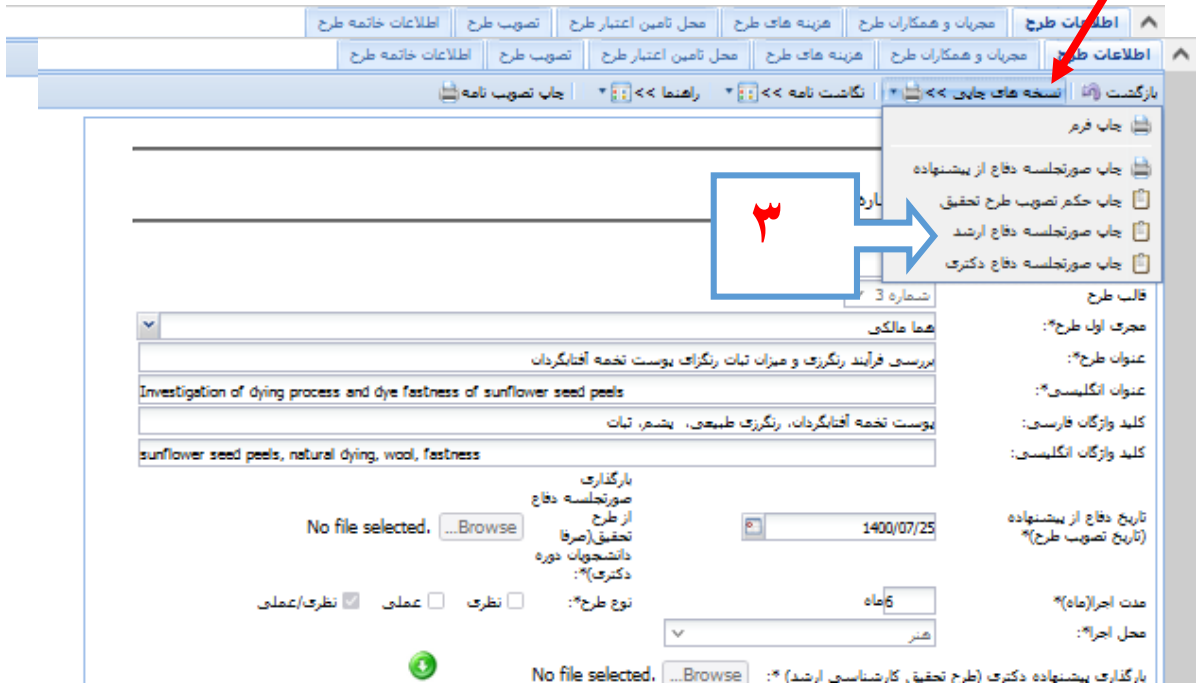 اطلاعات طرح مجریان و همکاران طرح هزینه های طرح محل تامین اعتبار طرح تصویب طرح اطلاعات خاتمه طرح
اطلاعات طرح مجریان و همکاران طرح هزینه های طرح محل تامین اعتبار طرح تصویب طرح اطلاعات خاتمه طرح
بازگشت نسخه های چاپی >> نگاشت نامه >> راهنما >> چاپ تصویب نامه
چاپ فرم
چاپ صورتجلسه دفاع از پیشنهاده
چاپ حکم تصویب طرح تحقیق
چاپ صورتجلسه دفاع ارشد
چاپ صورتجلسه دفاع دکتری
۳
قالب طرح شماره 3
مجری اول طرح*: هما مالکی
عنوان طرح*: بررسی فرآیند رنگرزی و میزان ثبات رنگزای پوست تخمه آفتابگردان
عنوان انگلیسی*: Investigation of dying process and dye fastness of sunflower seed peels
کلید واژگان فارسی: پوست تخمه آفتابگردان، رنگرزی طبیعی، پشم، ثبات
کلید واژگان انگلیسی: sunflower seed peels, natural dying, wool, fastness
تاریخ دفاع از پیشنهاده
(تاریخ تصویب طرح)*
1400/07/25
بارگذاری
صورتجلسه دفاع
از طرح
تحقیق(صرفا
دانشجویان دوره
دکتری)*:
Browse... No file selected.
مدت اجرا(ماه)* 6 ماه نوع طرح*: نظری عملی نظری/عملی
محل اجرا*: هنر
بارگذاری پیشنهاده دکتری (طرح تحقیق کارشناسی ارشد) *: Browse... No file selected.